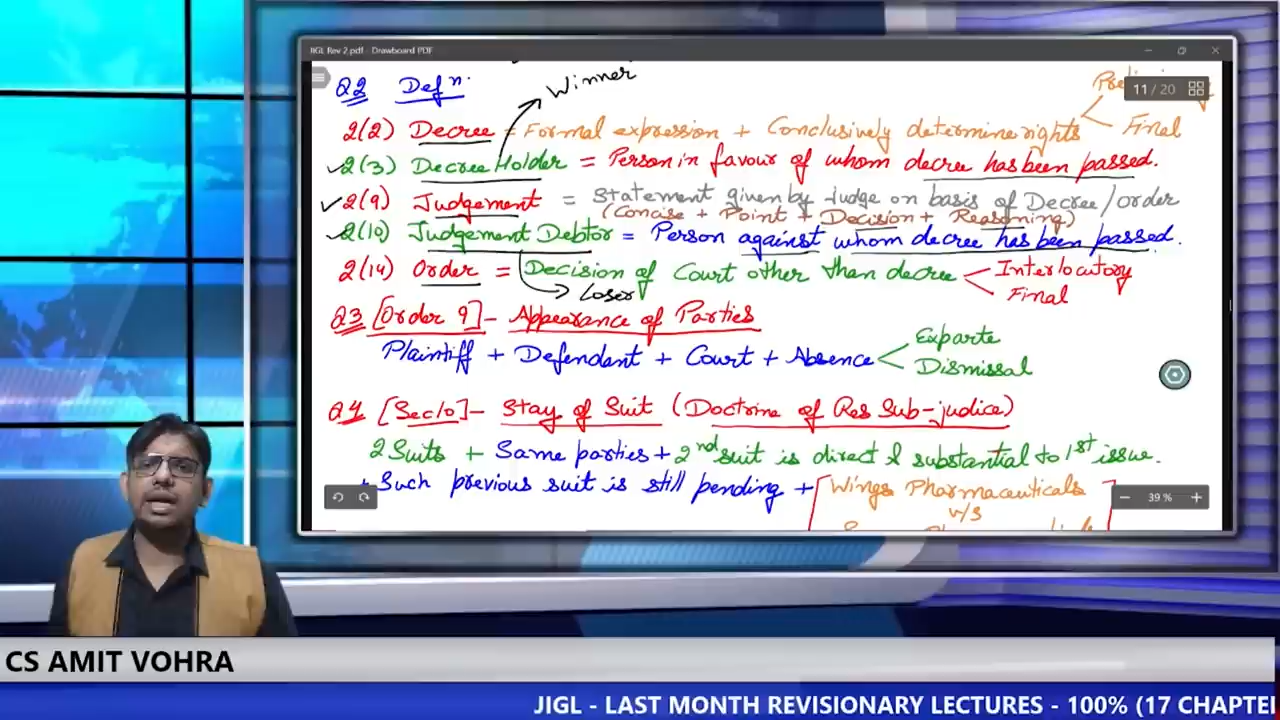 JIGL Rev 2.pdf - Drawboard PDF
11 / 20
Q2 Defn.
Winner
2(2) Decree = Formal expression + Conclusively determine rights
Final
2(3) Decree Holder = Person in favour of whom decree has been passed.
2(9) Judgement = Statement given by judge on basis of Decree/order
(Concise + Point + Decision + Reasoning)
2(10) Judgement Debtor = Person against whom decree has been passed.
2(14) Order = Decision of Court other than decree
Interlocutory
Final
Loser
Q3 [Order 9] - Appearance of Parties
Plaintiff + Defendant + Court + Absence
Exparte
Dismissal
Q4 [Sec10] - Stay of Suit (Doctrine of Res Sub-judice)
2 Suits + Same parties + 2nd suit is direct & substantial to 1st issue.
+ Such previous suit is still pending + [Wings Pharmaceuticals]
v/s
39 %
CS AMIT VOHRA
JIGL - LAST MONTH REVISIONARY LECTURES - 100% (17 CHAPTE